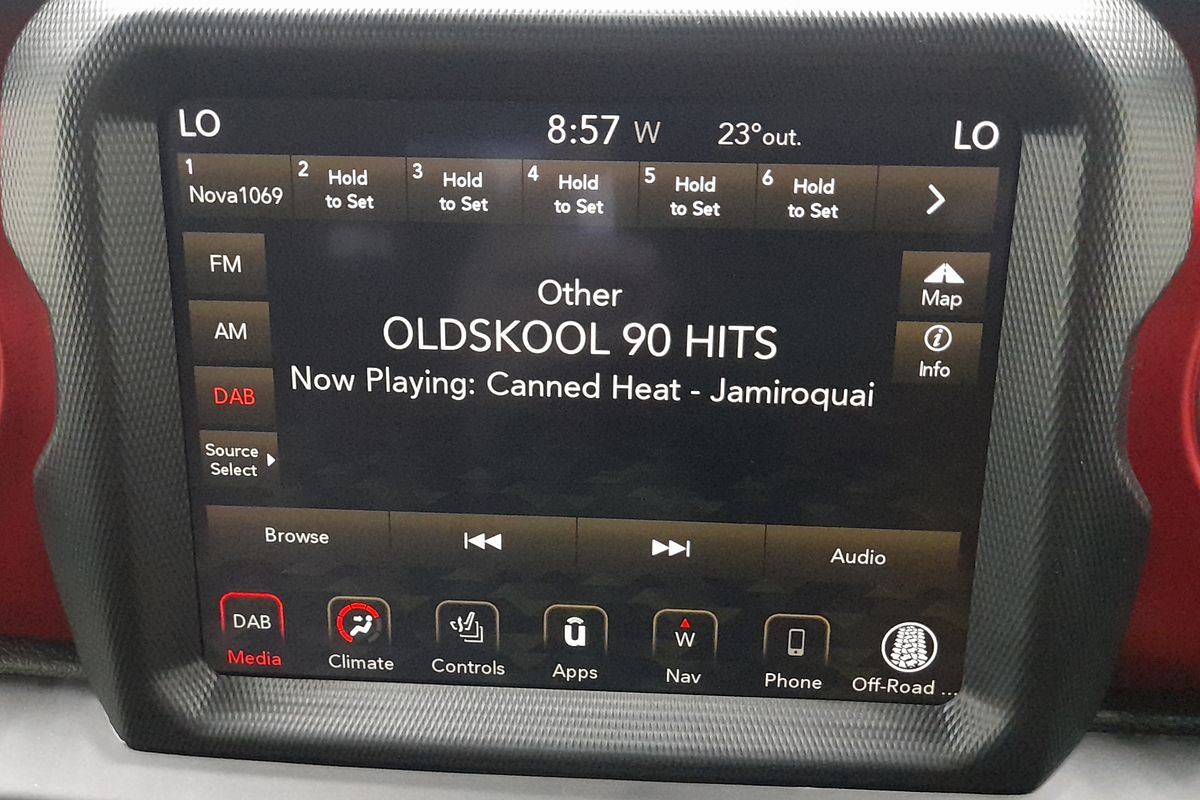 LO
8:57 W
23°out.
LO
1
Nova1069
2 Hold
to Set
3 Hold
to Set
4 Hold
to Set
5 Hold
to Set
6 Hold
to Set
FM
AM
DAB
Source
Select
Other
OLDSKOOL 90 HITS
Now Playing: Canned Heat - Jamiroquai
Map
i
Info
Browse
Audio
DAB
Media
Climate
Controls
u
Apps
W
Nav
Phone
Off-Road ...